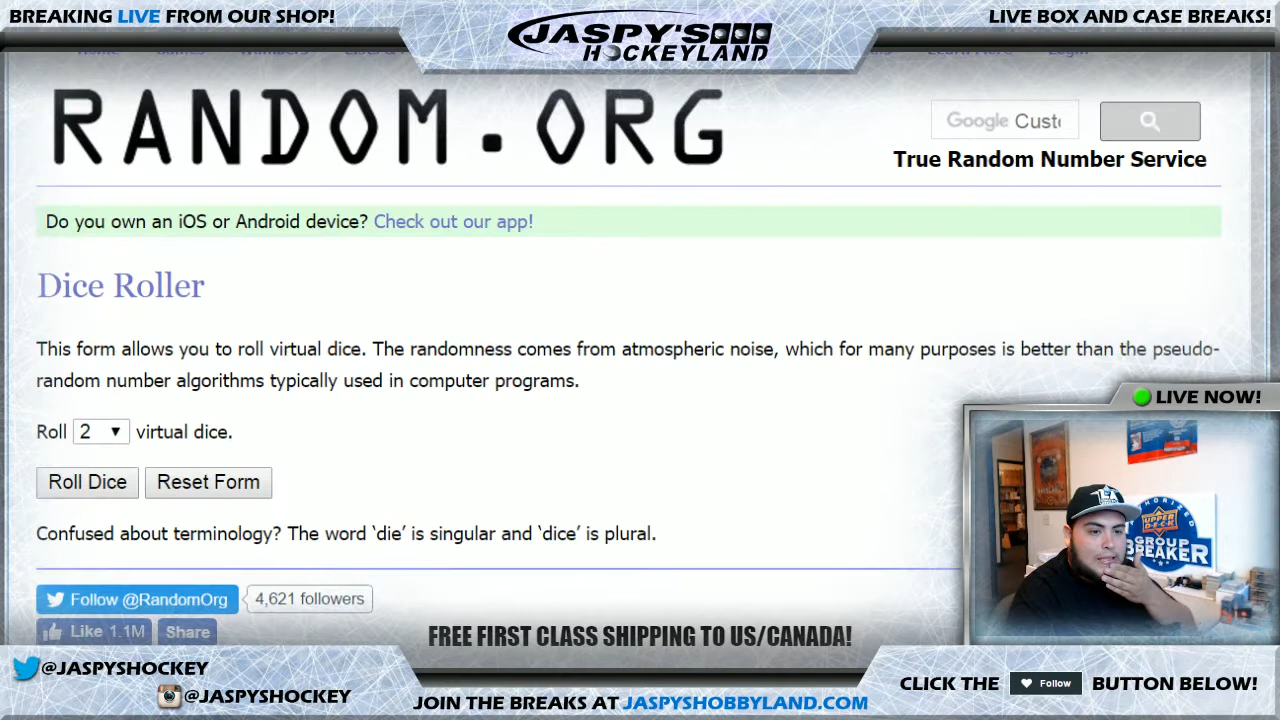 BREAKING LIVE FROM OUR SHOP!
JASPY'S
HOCKEYLAND
LIVE BOX AND CASE BREAKS!
RANDOM.ORG
Google Custo
True Random Number Service
Do you own an iOS or Android device? Check out our app!
Dice Roller
This form allows you to roll virtual dice. The randomness comes from atmospheric noise, which for many purposes is better than the pseudo-
random number algorithms typically used in computer programs.
Roll 2 ▼ virtual dice.
Roll Dice Reset Form
Confused about terminology? The word ‘die’ is singular and ‘dice’ is plural.
Follow @RandomOrg 4,621 followers
Like 1.1M Share
LIVE NOW!
AUTHORIZED
UPPER DECK
GROUP
BREAKER
LA
FREE FIRST CLASS SHIPPING TO US/CANADA!
@JASPYSHOCKEY
@JASPYSHOCKEY
JOIN THE BREAKS AT JASPYSHOBBYLAND.COM
CLICK THE Follow BUTTON BELOW!